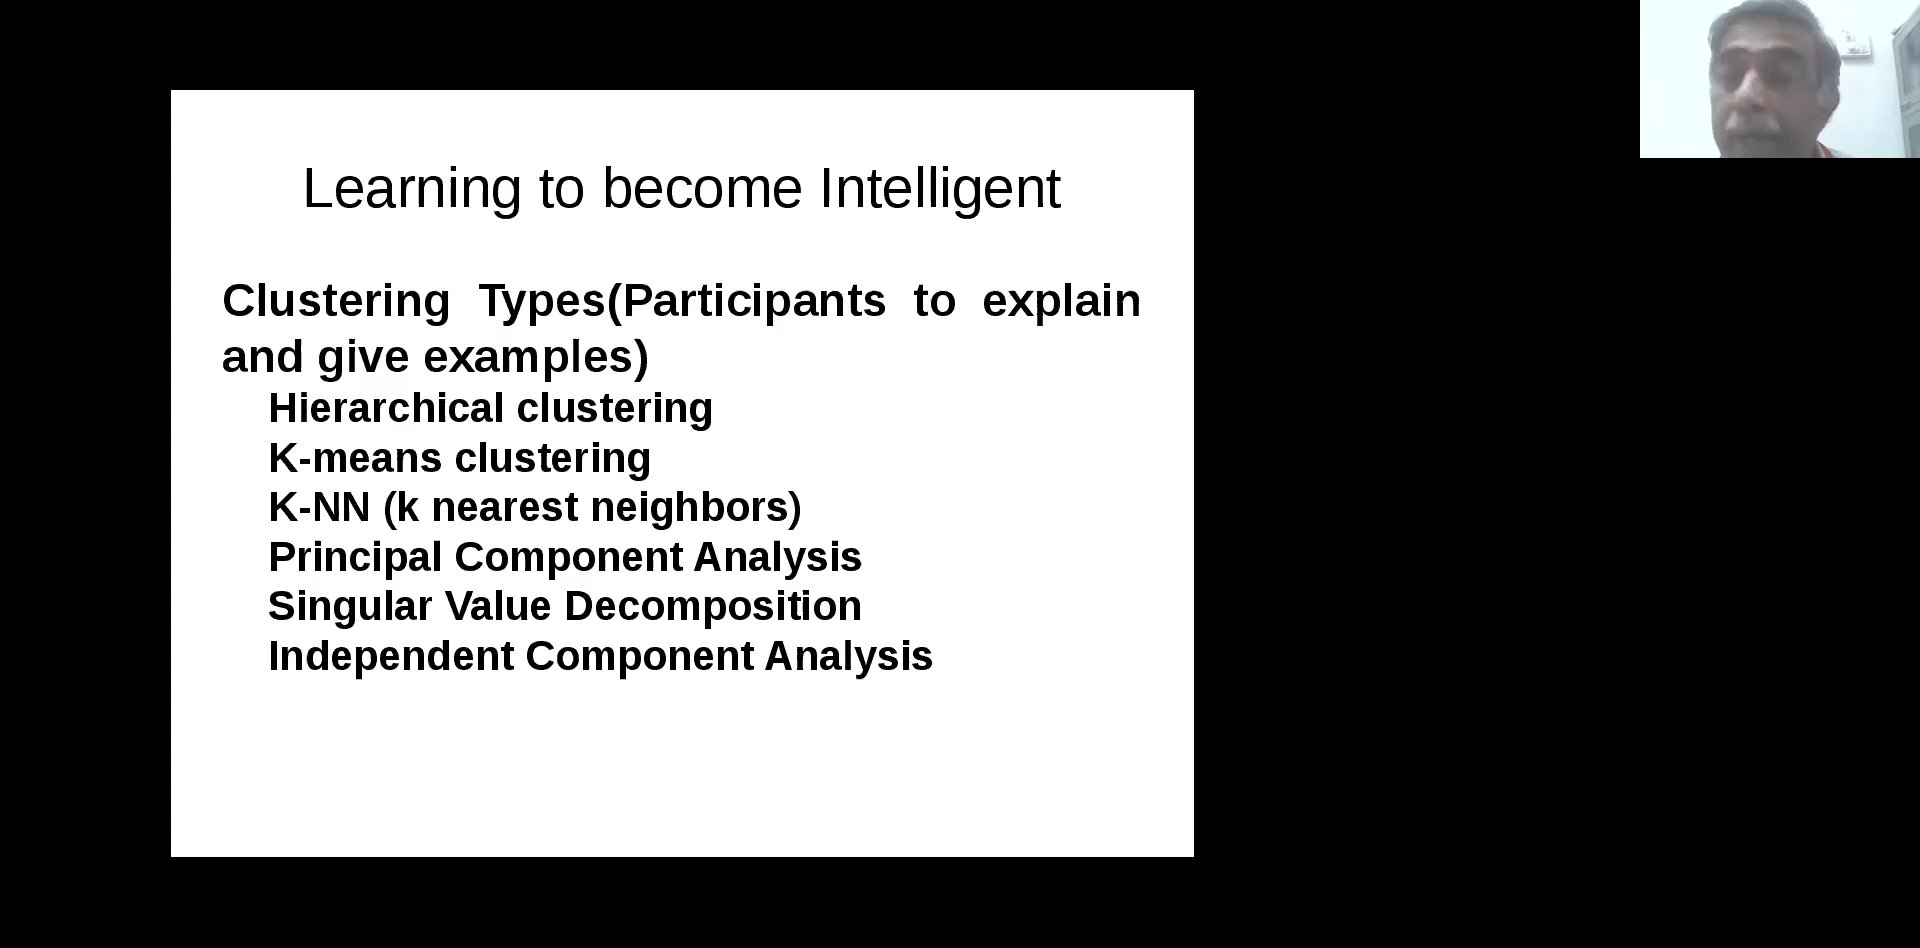 Learning to become Intelligent
Clustering Types(Participants to explain
and give examples)
Hierarchical clustering
K-means clustering
K-NN (k nearest neighbors)
Principal Component Analysis
Singular Value Decomposition
Independent Component Analysis